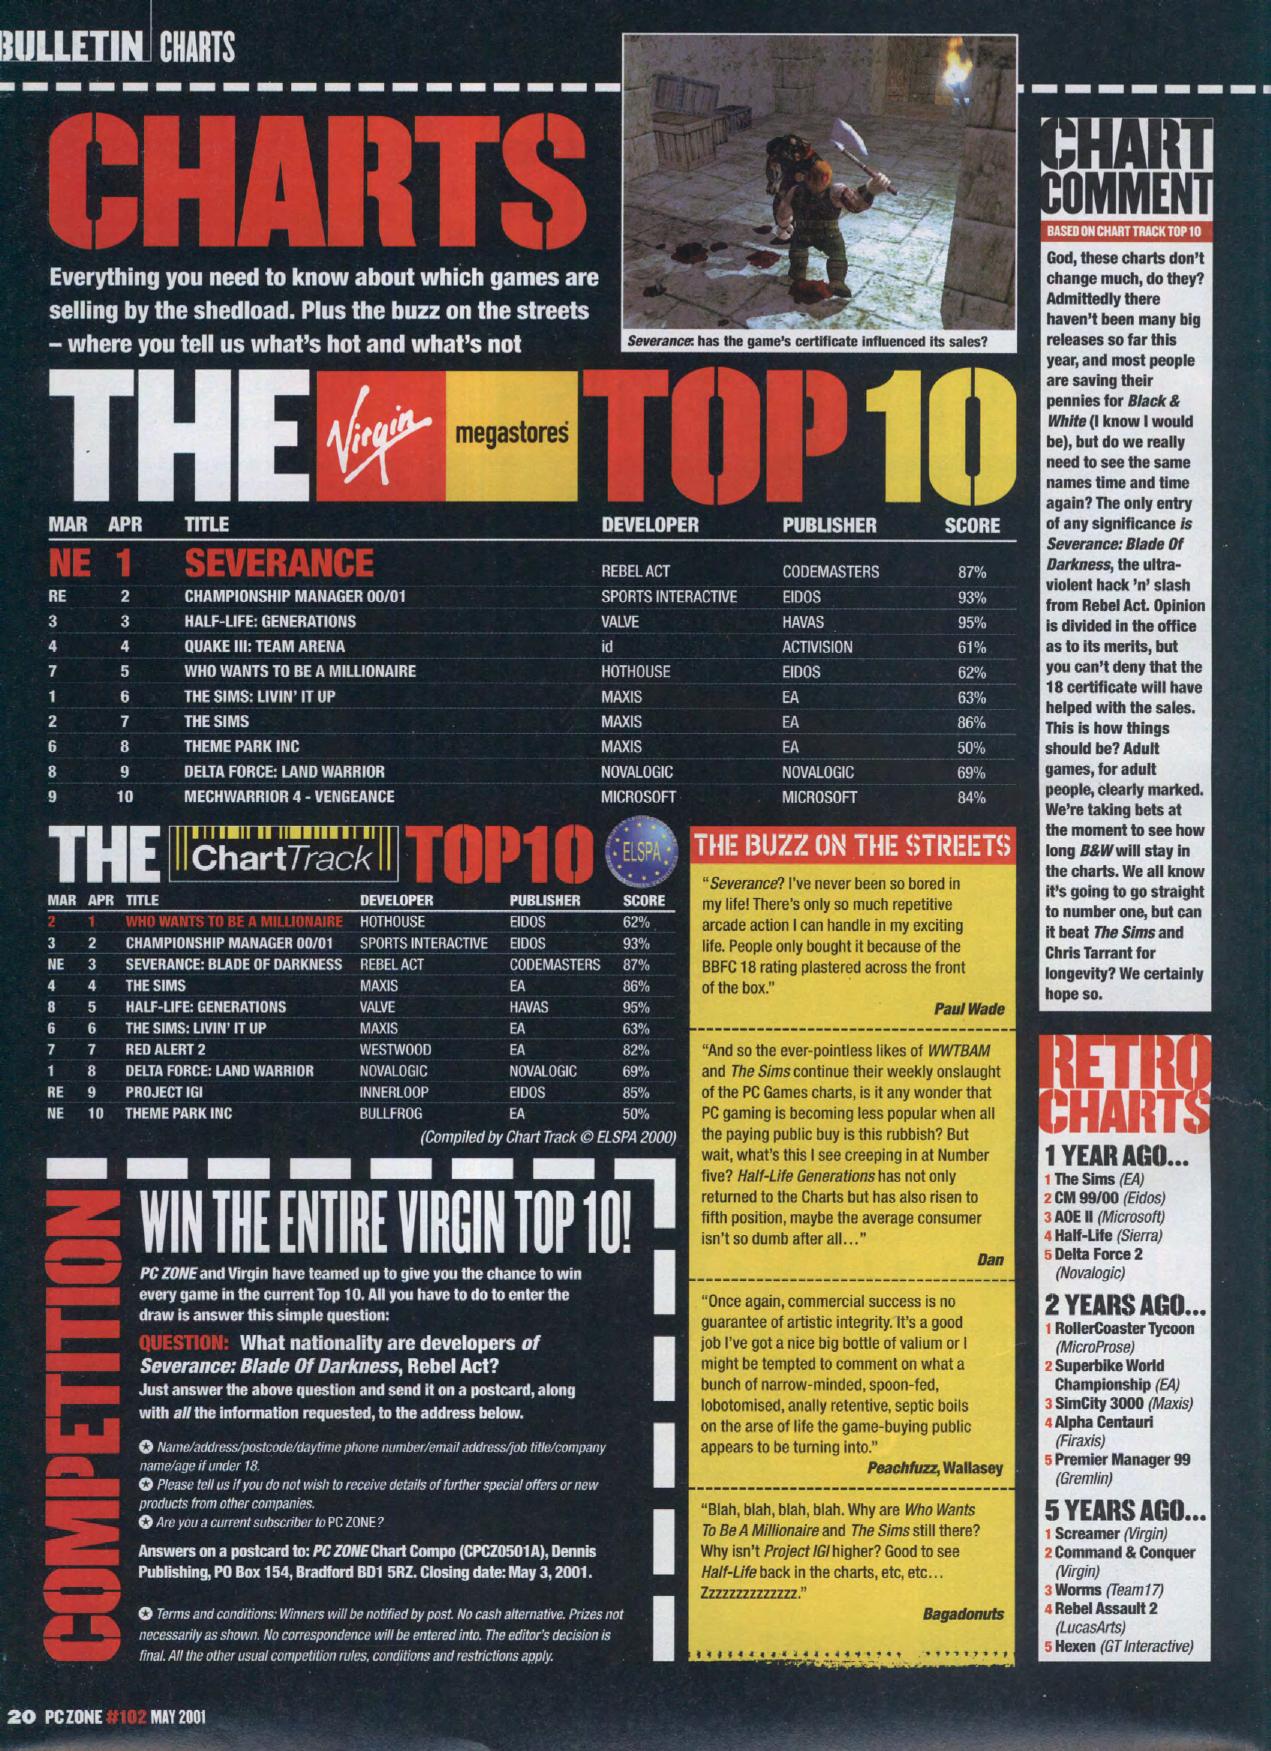 BULLETIN CHARTS
CHARTS
Everything you need to know about which games are
selling by the shedload. Plus the buzz on the streets
– where you tell us what's hot and what's not
Severance: has the game's certificate influenced its sales?
THE Virgin megastores TOP 10
MAR APR TITLE DEVELOPER PUBLISHER SCORE
NE 1 SEVERANCE REBEL ACT CODEMASTERS 87%
RE 2 CHAMPIONSHIP MANAGER 00/01 SPORTS INTERACTIVE EIDOS 93%
3 3 HALF-LIFE: GENERATIONS VALVE HAVAS 95%
4 4 QUAKE III: TEAM ARENA id ACTIVISION 61%
7 5 WHO WANTS TO BE A MILLIONAIRE HOTHOUSE EIDOS 62%
1 6 THE SIMS: LIVIN' IT UP MAXIS EA 63%
2 7 THE SIMS MAXIS EA 86%
6 8 THEME PARK INC MAXIS EA 50%
8 9 DELTA FORCE: LAND WARRIOR NOVALOGIC NOVALOGIC 69%
9 10 MECHWARRIOR 4 - VENGEANCE MICROSOFT MICROSOFT 84%
THE ChartTrack TOP10 ELSPA
MAR APR TITLE DEVELOPER PUBLISHER SCORE
2 1 WHO WANTS TO BE A MILLIONAIRE HOTHOUSE EIDOS 62%
3 2 CHAMPIONSHIP MANAGER 00/01 SPORTS INTERACTIVE EIDOS 93%
NE 3 SEVERANCE: BLADE OF DARKNESS REBEL ACT CODEMASTERS 87%
4 4 THE SIMS MAXIS EA 86%
8 5 HALF-LIFE: GENERATIONS VALVE HAVAS 95%
6 6 THE SIMS: LIVIN' IT UP MAXIS EA 63%
7 7 RED ALERT 2 WESTWOOD EA 82%
1 8 DELTA FORCE: LAND WARRIOR NOVALOGIC NOVALOGIC 69%
RE 9 PROJECT IGI INNERLOOP EIDOS 85%
NE 10 THEME PARK INC BULLFROG EA 50%
(Compiled by Chart Track © ELSPA 2000)
COMPETITION
WIN THE ENTIRE VIRGIN TOP 10!
PC ZONE and Virgin have teamed up to give you the chance to win
every game in the current Top 10. All you have to do to enter the
draw is answer this simple question:
QUESTION: What nationality are developers of
Severance: Blade Of Darkness, Rebel Act?
Just answer the above question and send it on a postcard, along
with all the information requested, to the address below.
✪ Name/address/postcode/daytime phone number/email address/job title/company
name/age if under 18.
✪ Please tell us if you do not wish to receive details of further special offers or new
products from other companies.
✪ Are you a current subscriber to PC ZONE?
Answers on a postcard to: PC ZONE Chart Compo (CPCZ0501A), Dennis
Publishing, PO Box 154, Bradford BD1 5RZ. Closing date: May 3, 2001.
✪ Terms and conditions: Winners will be notified by post. No cash alternative. Prizes not
necessarily as shown. No correspondence will be entered into. The editor's decision is
final. All the other usual competition rules, conditions and restrictions apply.
THE BUZZ ON THE STREETS
"Severance? I've never been so bored in
my life! There's only so much repetitive
arcade action I can handle in my exciting
life. People only bought it because of the
BBFC 18 rating plastered across the front
of the box."
Paul Wade
"And so the ever-pointless likes of WWTBAM
and The Sims continue their weekly onslaught
of the PC Games charts, is it any wonder that
PC gaming is becoming less popular when all
the paying public buy is this rubbish? But
wait, what's this I see creeping in at Number
five? Half-Life Generations has not only
returned to the Charts but has also risen to
fifth position, maybe the average consumer
isn't so dumb after all..."
Dan
"Once again, commercial success is no
guarantee of artistic integrity. It's a good
job I've got a nice big bottle of valium or I
might be tempted to comment on what a
bunch of narrow-minded, spoon-fed,
lobotomised, anally retentive, septic boils
on the arse of life the game-buying public
appears to be turning into."
Peachfuzz, Wallasey
"Blah, blah, blah, blah. Why are Who Wants
To Be A Millionaire and The Sims still there?
Why isn't Project IGI higher? Good to see
Half-Life back in the charts, etc, etc...
Zzzzzzzzzzzzz."
Bagadonuts
CHART
COMMENT
BASED ON CHART TRACK TOP 10
God, these charts don't
change much, do they?
Admittedly there
haven't been many big
releases so far this
year, and most people
are saving their
pennies for Black &
White (I know I would
be), but do we really
need to see the same
names time and time
again? The only entry
of any significance is
Severance: Blade Of
Darkness, the ultra-
violent hack 'n' slash
from Rebel Act. Opinion
is divided in the office
as to its merits, but
you can't deny that the
18 certificate will have
helped with the sales.
This is how things
should be? Adult
games, for adult
people, clearly marked.
We're taking bets at
the moment to see how
long B&W will stay in
the charts. We all know
it's going to go straight
to number one, but can
it beat The Sims and
Chris Tarrant for
longevity? We certainly
hope so.
RETRO
CHARTS
1 YEAR AGO...
1 The Sims (EA)
2 CM 99/00 (Eidos)
3 AOE II (Microsoft)
4 Half-Life (Sierra)
5 Delta Force 2
(Novalogic)
2 YEARS AGO...
1 RollerCoaster Tycoon
(MicroProse)
2 Superbike World
Championship (EA)
3 SimCity 3000 (Maxis)
4 Alpha Centauri
(Firaxis)
5 Premier Manager 99
(Gremlin)
5 YEARS AGO...
1 Screamer (Virgin)
2 Command & Conquer
(Virgin)
3 Worms (Team17)
4 Rebel Assault 2
(LucasArts)
5 Hexen (GT Interactive)
20 PC ZONE #102 MAY 2001